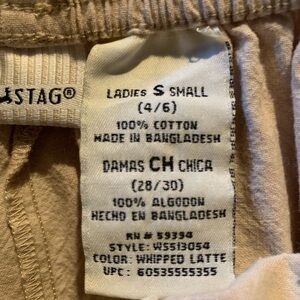 STAG®
LADIES S SMALL
(4/6)
100% COTTON
MADE IN BANGLADESH
DAMAS CH CHICA
(28/30)
100% ALGODON
HECHO EN BANGLADESH
RN # 59394
STYLE: WS513054
COLOR: WHIPPED LATTE
UPC: 60535555355